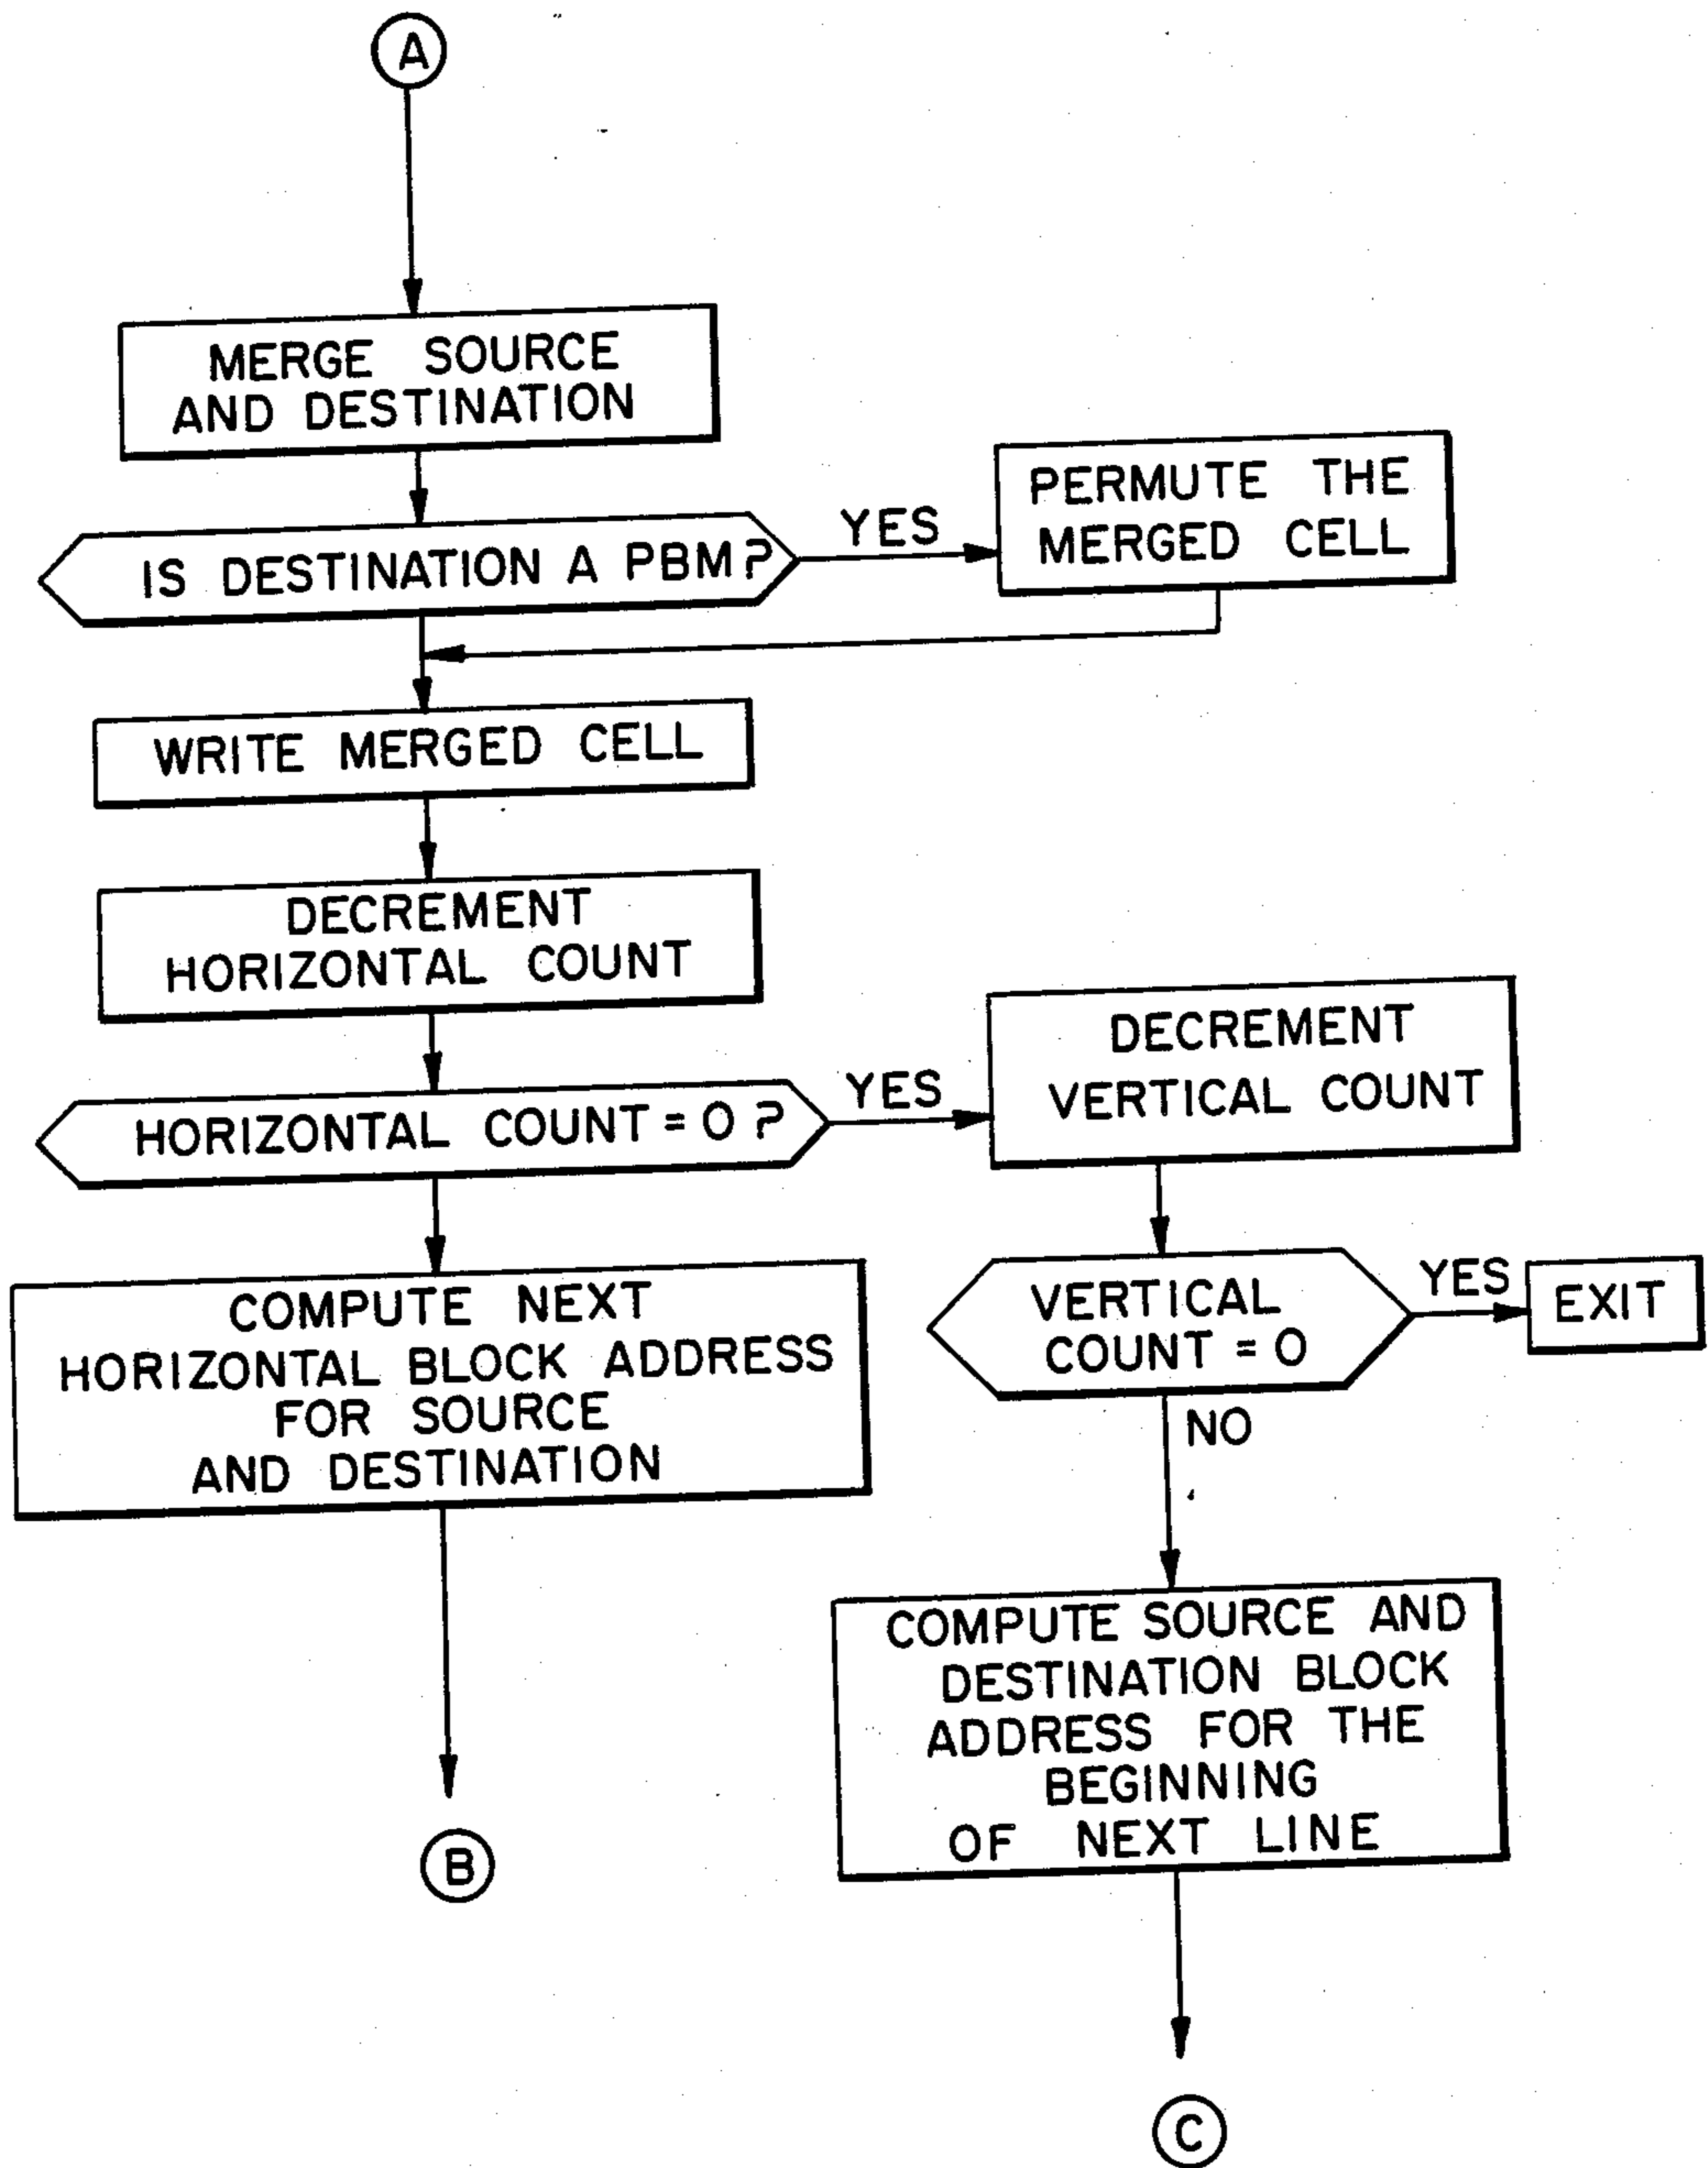 A
MERGE SOURCE
AND DESTINATION
IS DESTINATION A PBM?
YES
PERMUTE THE
MERGED CELL
WRITE MERGED CELL
DECREMENT
HORIZONTAL COUNT
HORIZONTAL COUNT = 0 ?
YES
DECREMENT
VERTICAL COUNT
VERTICAL
COUNT = 0
YES
EXIT
NO
COMPUTE NEXT
HORIZONTAL BLOCK ADDRESS
FOR SOURCE
AND DESTINATION
B
COMPUTE SOURCE AND
DESTINATION BLOCK
ADDRESS FOR THE
BEGINNING
OF NEXT LINE
C